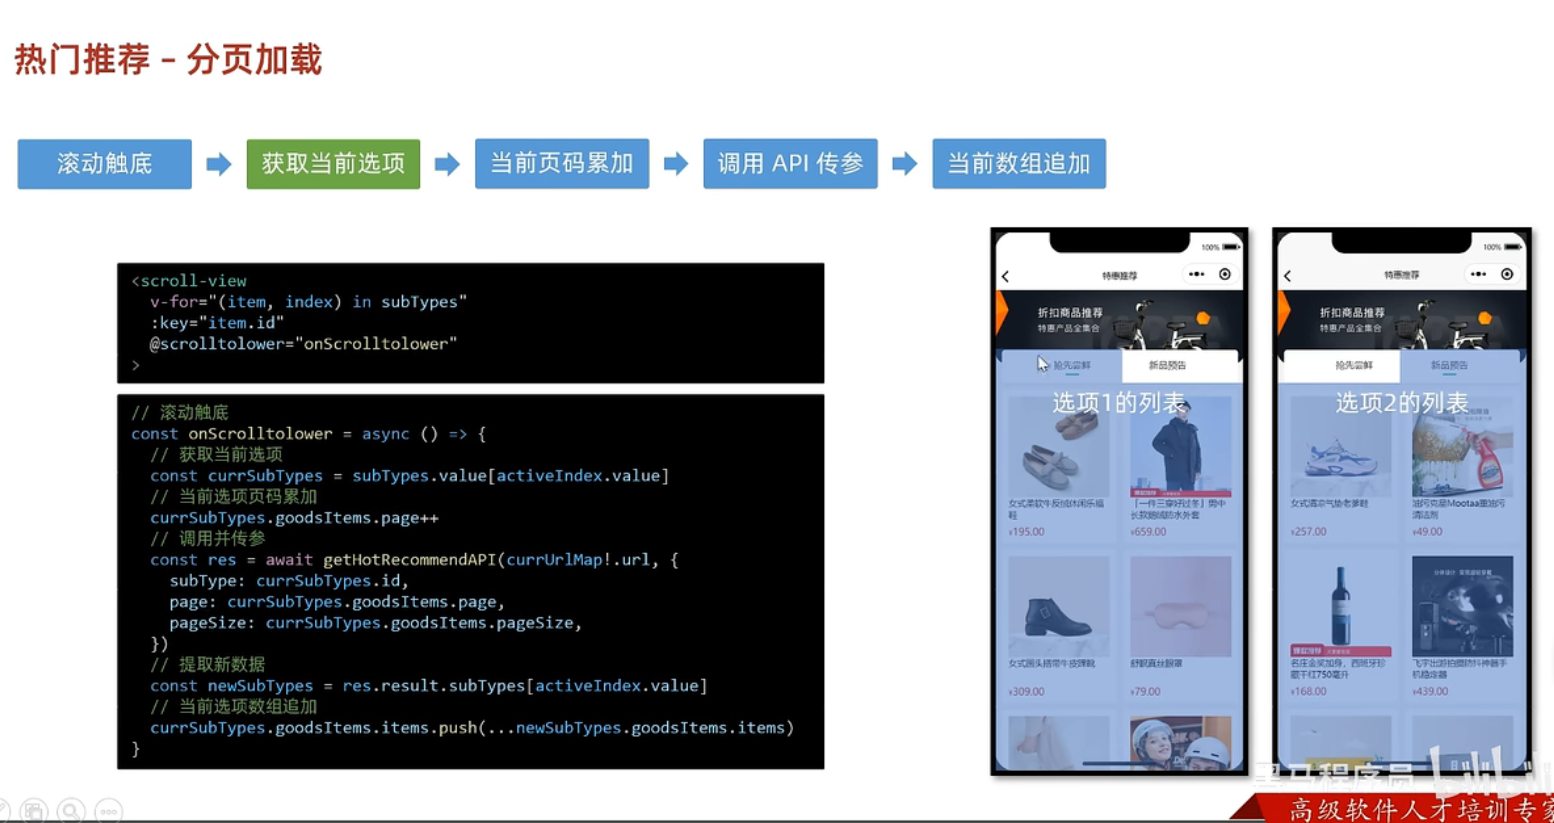 热门推荐 – 分页加载
滚动触底
获取当前选项
当前页码累加
调用 API 传参
当前数组追加
<scroll-view
v-for="(item, index) in subTypes"
:key="item.id"
@scrolltolower="onScrolltolower"
>
// 滚动触底
const onScrolltolower = async () => {
// 获取当前选项
const currSubTypes = subTypes.value[activeIndex.value]
// 当前选项页码累加
currSubTypes.goodsItems.page++
// 调用并传参
const res = await getHotRecommendAPI(currUrlMap!.url, {
subType: currSubTypes.id,
page: currSubTypes.goodsItems.page,
pageSize: currSubTypes.goodsItems.pageSize,
})
// 提取新数据
const newSubTypes = res.result.subTypes[activeIndex.value]
// 当前选项数组追加
currSubTypes.goodsItems.items.push(...newSubTypes.goodsItems.items)
}
100%
特惠推荐
折扣商品推荐
特惠产品全集合
抢先尝鲜
新品预告
选项1的列表
女式柔软牛反绒休闲乐福
鞋
¥195.00
「一件三穿好过冬」男中
长款鹅绒防水外套
¥659.00
女式圆头搭带牛皮踝靴
¥309.00
舒眠真丝眼罩
¥79.00
100%
特惠推荐
折扣商品推荐
特惠产品全集合
抢先尝鲜
新品预告
选项2的列表
女式清凉气垫老爹鞋
¥257.00
油污克星Mootaa重油污
清洁剂
¥49.00
名庄金奖加身，西班牙珍
藏干红750毫升
¥168.00
飞宇出游拍摄防抖神器手
机稳定器
¥439.00
黑马程序员
bilibili
高级软件人才培训专家